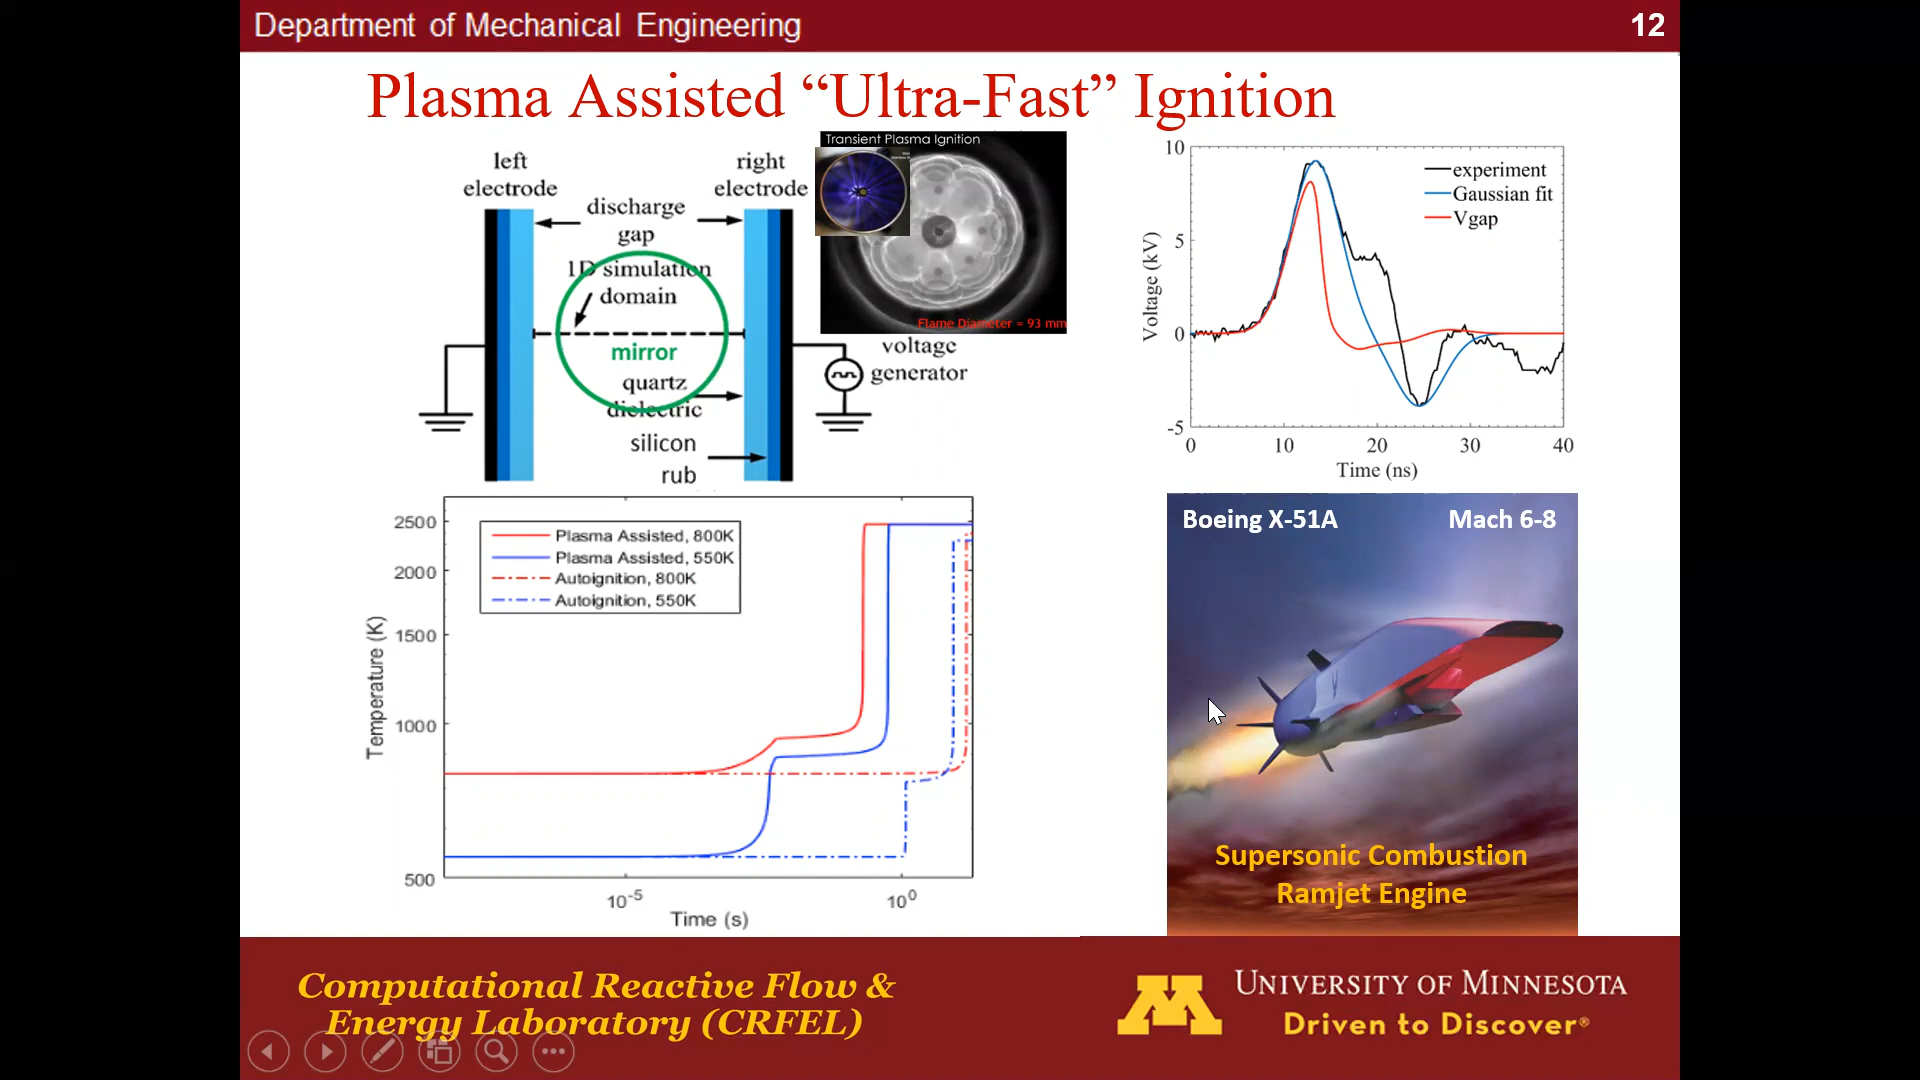 Department of Mechanical Engineering
12
Plasma Assisted “Ultra-Fast” Ignition
left
electrode
right
electrode
discharge
gap
1D simulation
domain
mirror
quartz
dielectric
silicon
rub
voltage
generator
Transient Plasma Ignition
Flame Diameter = 93 mm
10
5
0
-5
Voltage (kV)
experiment
Gaussian fit
Vgap
0 10 20 30 40
Time (ns)
2500
2000
1500
1000
500
Temperature (K)
Plasma Assisted, 800K
Plasma Assisted, 550K
Autoignition, 800K
Autoignition, 550K
10-5 100
Time (s)
Boeing X-51A Mach 6-8
Supersonic Combustion
Ramjet Engine
Computational Reactive Flow &
Energy Laboratory (CRFEL)
M
UNIVERSITY OF MINNESOTA
Driven to Discover®